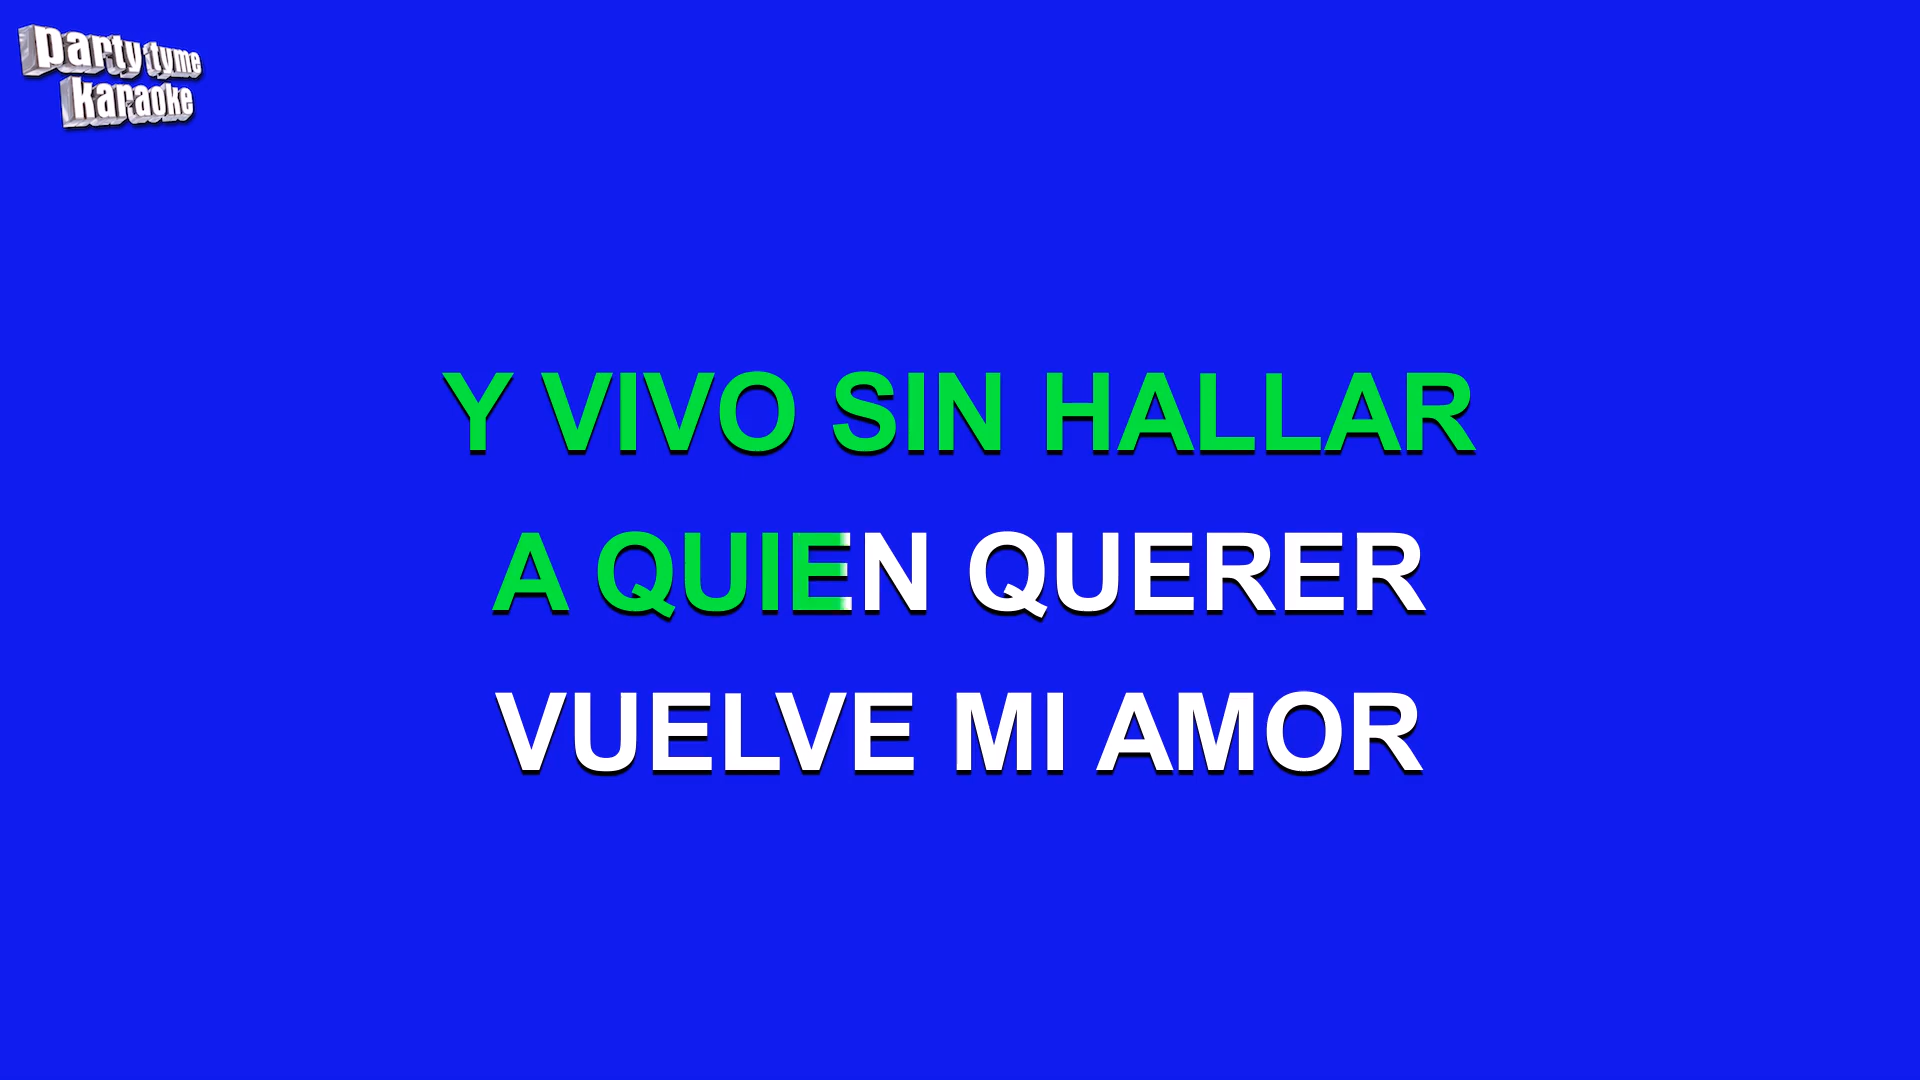 party tyme
karaoke
Y VIVO SIN HALLAR
A QUIEN QUERER
VUELVE MI AMOR